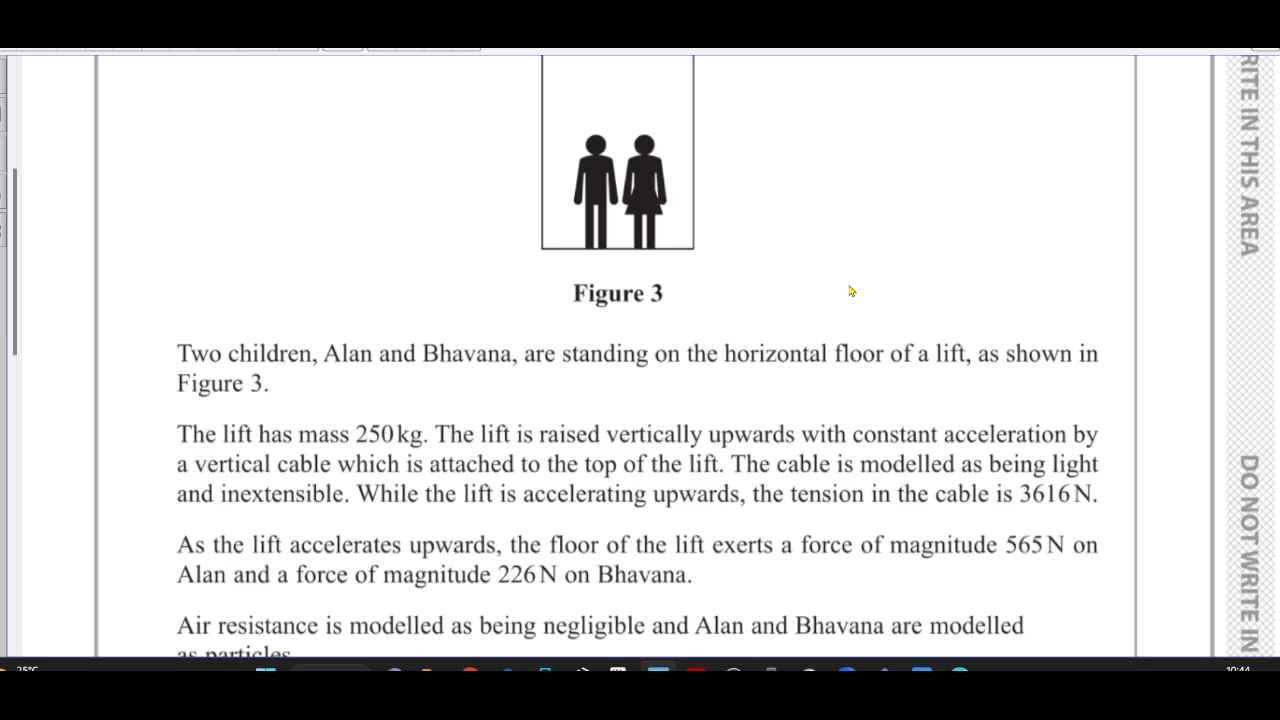 RITE IN THIS AREA
Figure 3
Two children, Alan and Bhavana, are standing on the horizontal floor of a lift, as shown in
Figure 3.
The lift has mass 250 kg. The lift is raised vertically upwards with constant acceleration by
a vertical cable which is attached to the top of the lift. The cable is modelled as being light
and inextensible. While the lift is accelerating upwards, the tension in the cable is 3616 N.
As the lift accelerates upwards, the floor of the lift exerts a force of magnitude 565 N on
Alan and a force of magnitude 226 N on Bhavana.
Air resistance is modelled as being negligible and Alan and Bhavana are modelled
as particles
DO NOT WRITE IN
25°C
10:44